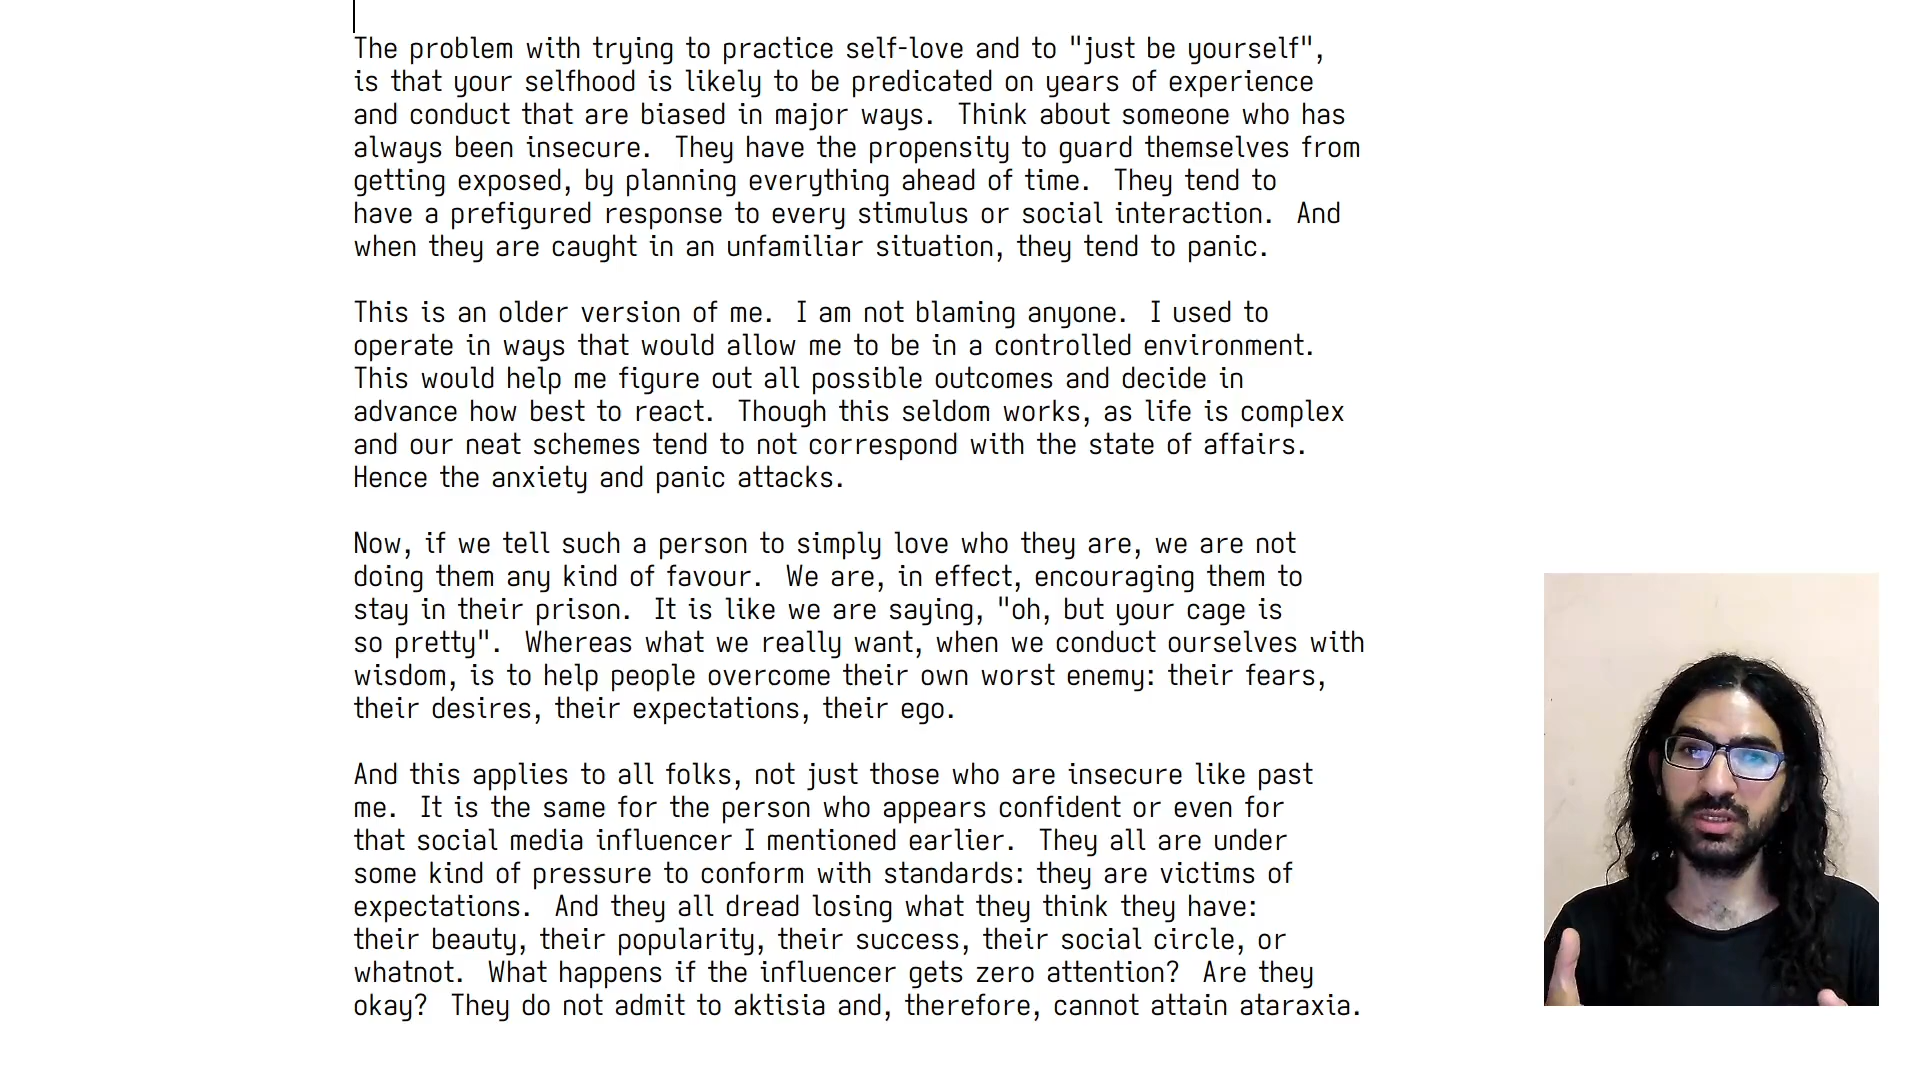 The problem with trying to practice self-love and to "just be yourself",
is that your selfhood is likely to be predicated on years of experience
and conduct that are biased in major ways.  Think about someone who has
always been insecure.  They have the propensity to guard themselves from
getting exposed, by planning everything ahead of time.  They tend to
have a prefigured response to every stimulus or social interaction.  And
when they are caught in an unfamiliar situation, they tend to panic.

This is an older version of me.  I am not blaming anyone.  I used to
operate in ways that would allow me to be in a controlled environment.
This would help me figure out all possible outcomes and decide in
advance how best to react.  Though this seldom works, as life is complex
and our neat schemes tend to not correspond with the state of affairs.
Hence the anxiety and panic attacks.

Now, if we tell such a person to simply love who they are, we are not
doing them any kind of favour.  We are, in effect, encouraging them to
stay in their prison.  It is like we are saying, "oh, but your cage is
so pretty".  Whereas what we really want, when we conduct ourselves with
wisdom, is to help people overcome their own worst enemy: their fears,
their desires, their expectations, their ego.

And this applies to all folks, not just those who are insecure like past
me.  It is the same for the person who appears confident or even for
that social media influencer I mentioned earlier.  They all are under
some kind of pressure to conform with standards: they are victims of
expectations.  And they all dread losing what they think they have:
their beauty, their popularity, their success, their social circle, or
whatnot.  What happens if the influencer gets zero attention?  Are they
okay?  They do not admit to aktisia and, therefore, cannot attain ataraxia.